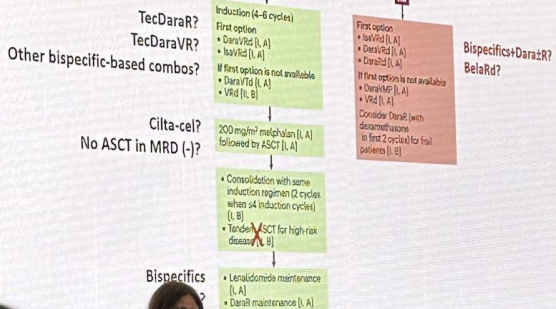 TecDaraR?
TecDaraVR?
Other bispecific-based combos?
Induction (4-6 cycles)
First option
• DaraVRd [I, A]
• IsaVRd [I, A]
If first option is not available
• DaraVTd [I, A]
• VRd [II, B]
Cilta-cel?
No ASCT in MRD (-)?
200 mg/m² melphalan [I, A]
followed by ASCT [I, A]
• Consolidation with same
induction regimen (2 cycles
when ≤4 induction cycles)
[I, B]
• Tandem ASCT for high-risk
disease B]
Bispecifics
?
• Lenalidomide maintenance
[I, A]
• DaraR maintenance [I, A]
First option
• IsaVRd [I, A]
• DaraVRd [I, A]
• DaraRd [I, A]
If first option is not available
• DaraVMP [I, A]
• VRd [I, A]
Consider DaraR (with
dexamethasone
in first 2 cycles) for frail
patients [I, B]
Bispecifics+Dara±R?
BelaRd?